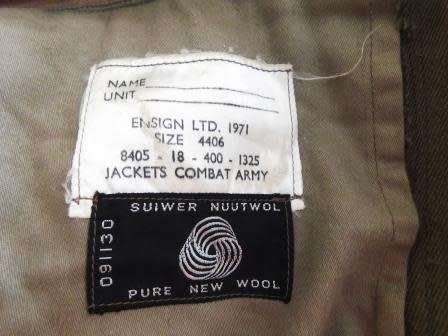 NAME
UNIT
ENSIGN LTD. 1971
SIZE 4406
8405 - 18 - 400 - 1325
JACKETS COMBAT ARMY
SUIWER NUUTWOL
091130
PURE NEW WOOL